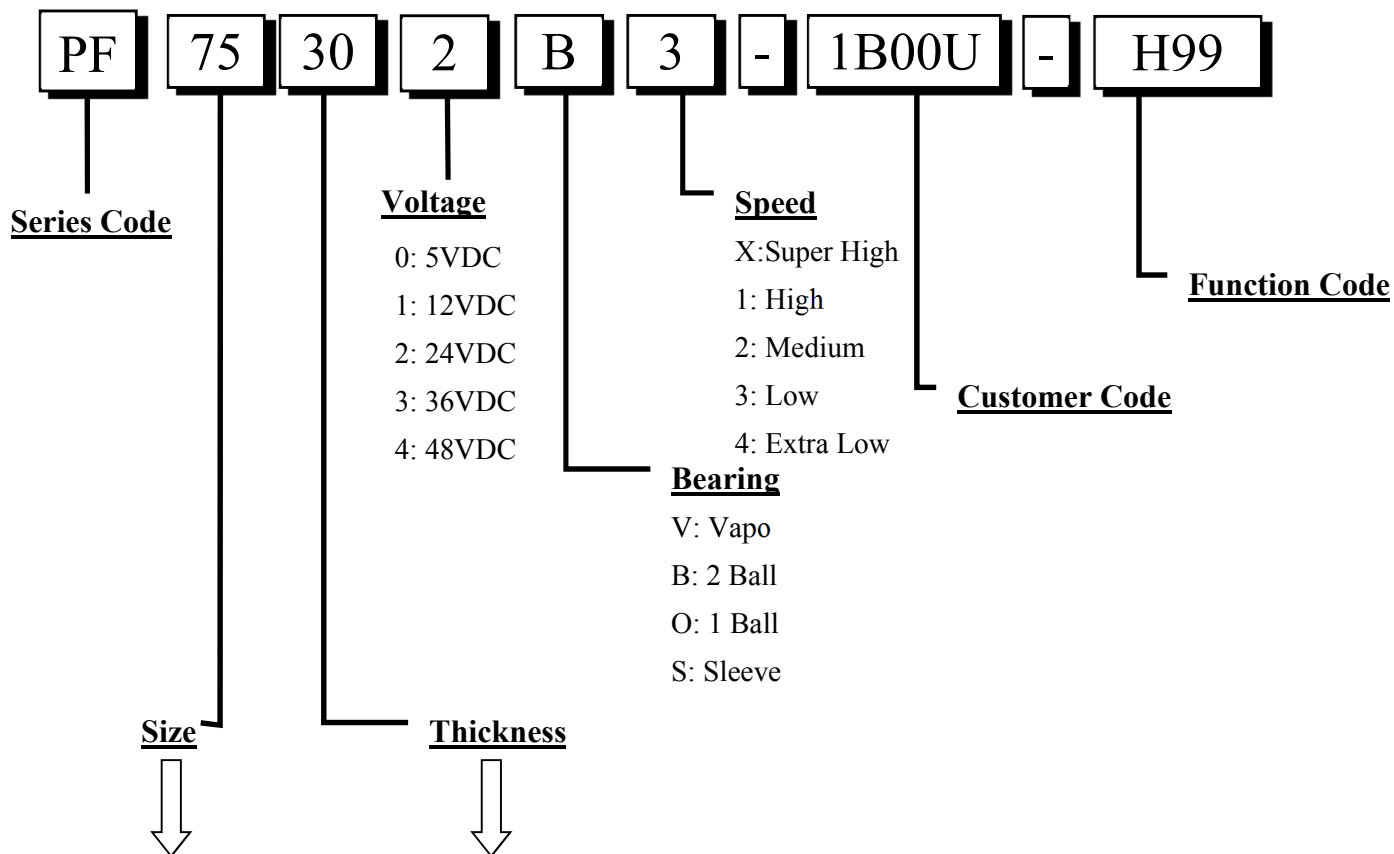 PF 75 30 2 B 3 - 1B00U - H99
Series Code
Voltage
0: 5VDC
1: 12VDC
2: 24VDC
3: 36VDC
4: 48VDC
Speed
X:Super High
1: High
2: Medium
3: Low
4: Extra Low
Function Code
Customer Code
Bearing
V: Vapo
B: 2 Ball
O: 1 Ball
S: Sleeve
Size
Thickness